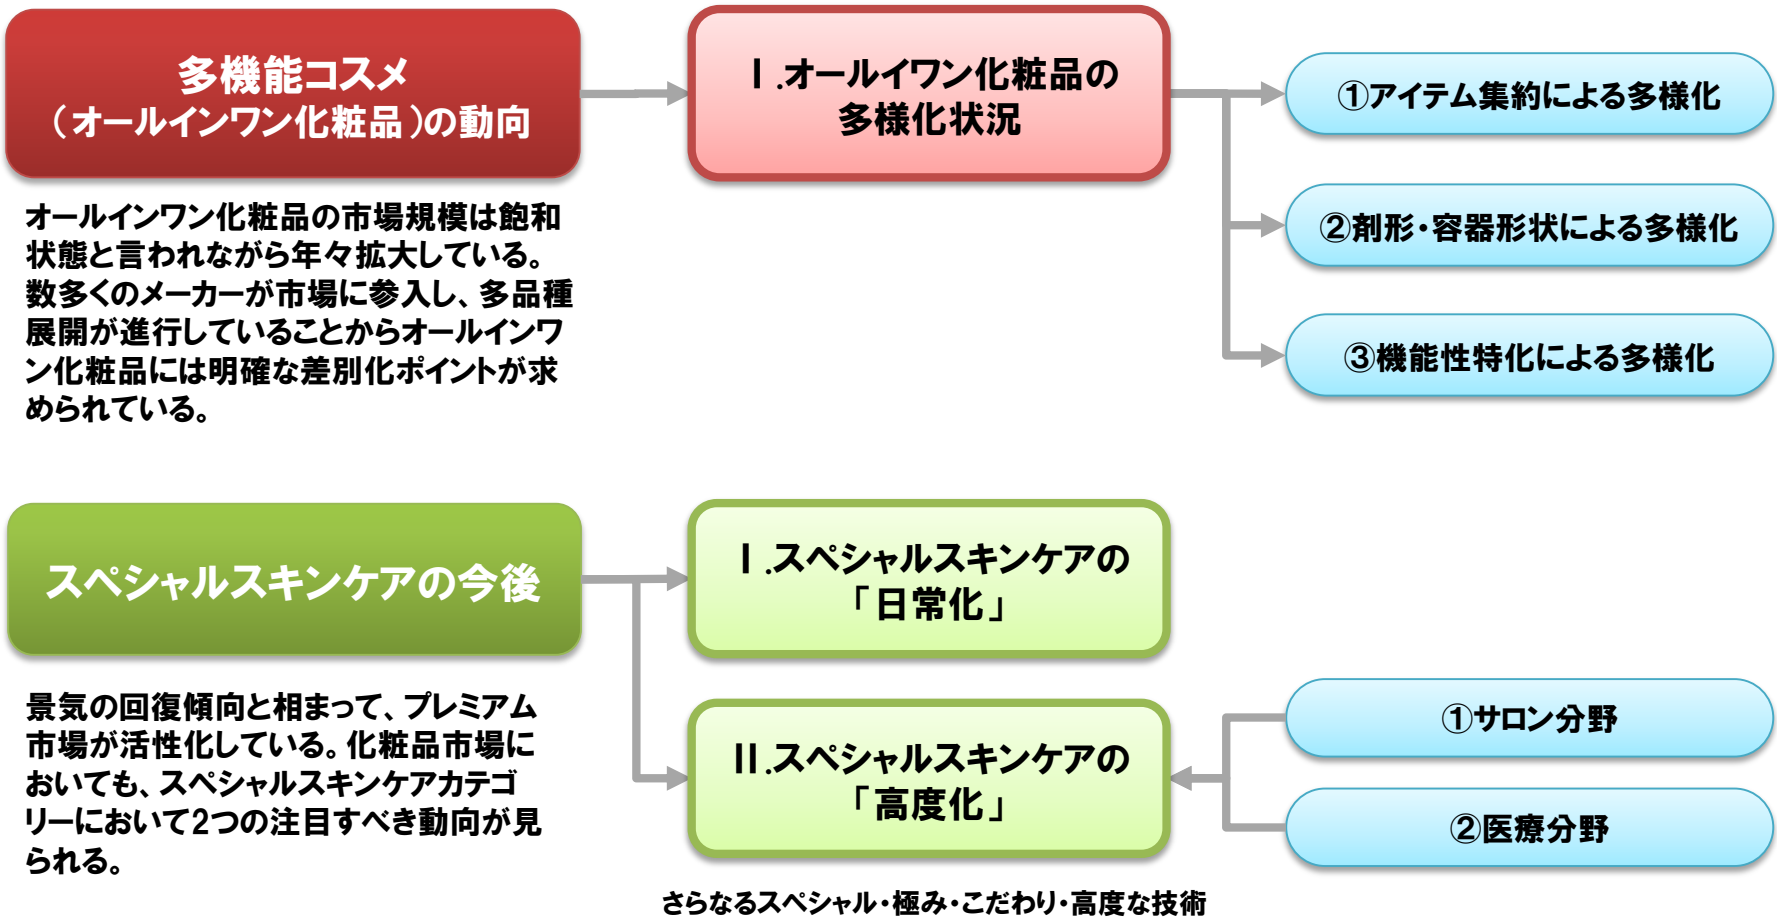 多機能コスメ
（オールインワン化粧品）の動向
オールインワン化粧品の市場規模は飽和
状態と言われながら年々拡大している。
数多くのメーカーが市場に参入し、多品種
展開が進行していることからオールインワ
ン化粧品には明確な差別化ポイントが求
められている。
Ⅰ.オールイワン化粧品の
多様化状況
①アイテム集約による多様化
②剤形・容器形状による多様化
③機能性特化による多様化
スペシャルスキンケアの今後
景気の回復傾向と相まって、プレミアム
市場が活性化している。化粧品市場に
おいても、スペシャルスキンケアカテゴ
リーにおいて2つの注目すべき動向が見
られる。
Ⅰ.スペシャルスキンケアの
「日常化」
Ⅱ.スペシャルスキンケアの
「高度化」
さらなるスペシャル・極み・こだわり・高度な技術
①サロン分野
②医療分野